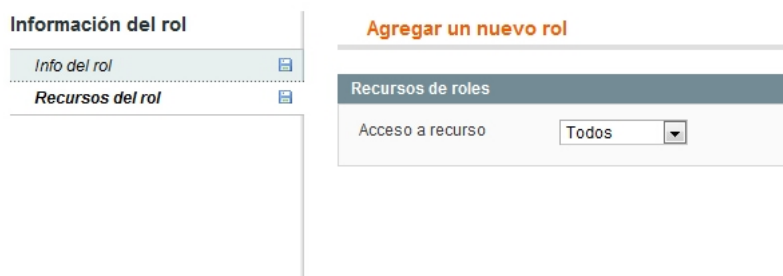 Información del rol
Info del rol
Recursos del rol
Agregar un nuevo rol
Recursos de roles
Acceso a recurso Todos